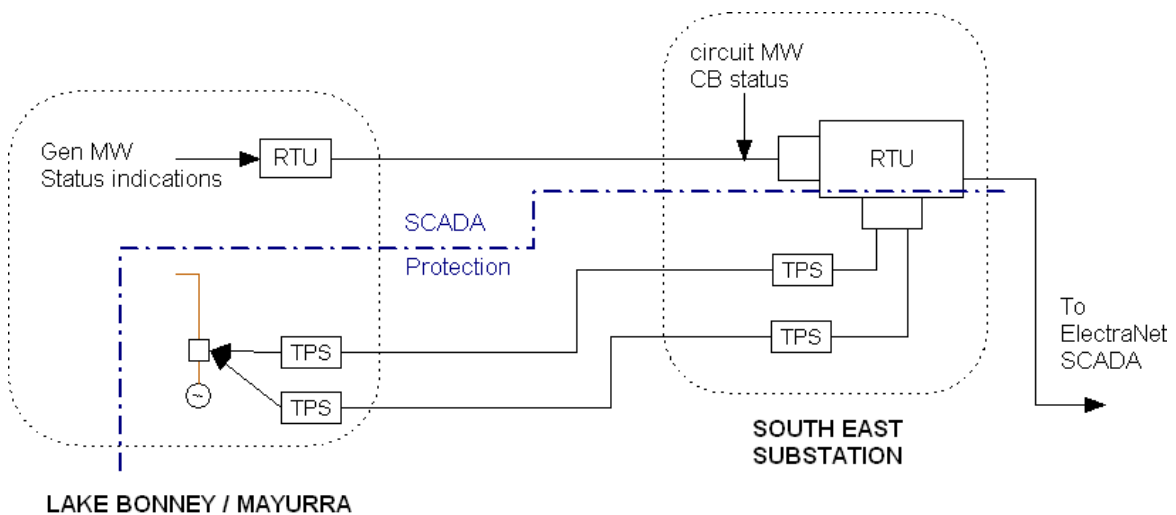 circuit MW
CB status
Gen MW
Status indications
RTU
RTU
SCADA
Protection
TPS
TPS
TPS
TPS
~
To
ElectraNet
SCADA
SOUTH EAST
SUBSTATION
LAKE BONNEY / MAYURRA